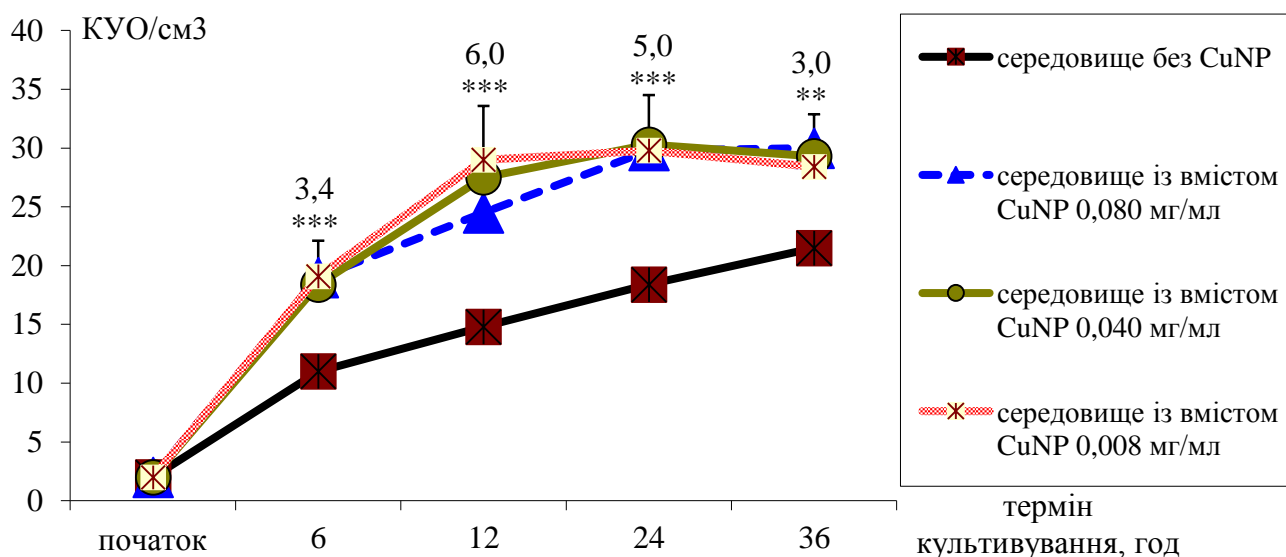 КУО/см3
40
35
30
25
20
15
10
5
0
3,4
***
6,0
***
5,0
***
3,0
**
початок
6
12
24
36
термін
культивування, год
середовище без CuNP
середовище із вмістом
CuNP 0,080 мг/мл
середовище із вмістом
CuNP 0,040 мг/мл
середовище із вмістом
CuNP 0,008 мг/мл